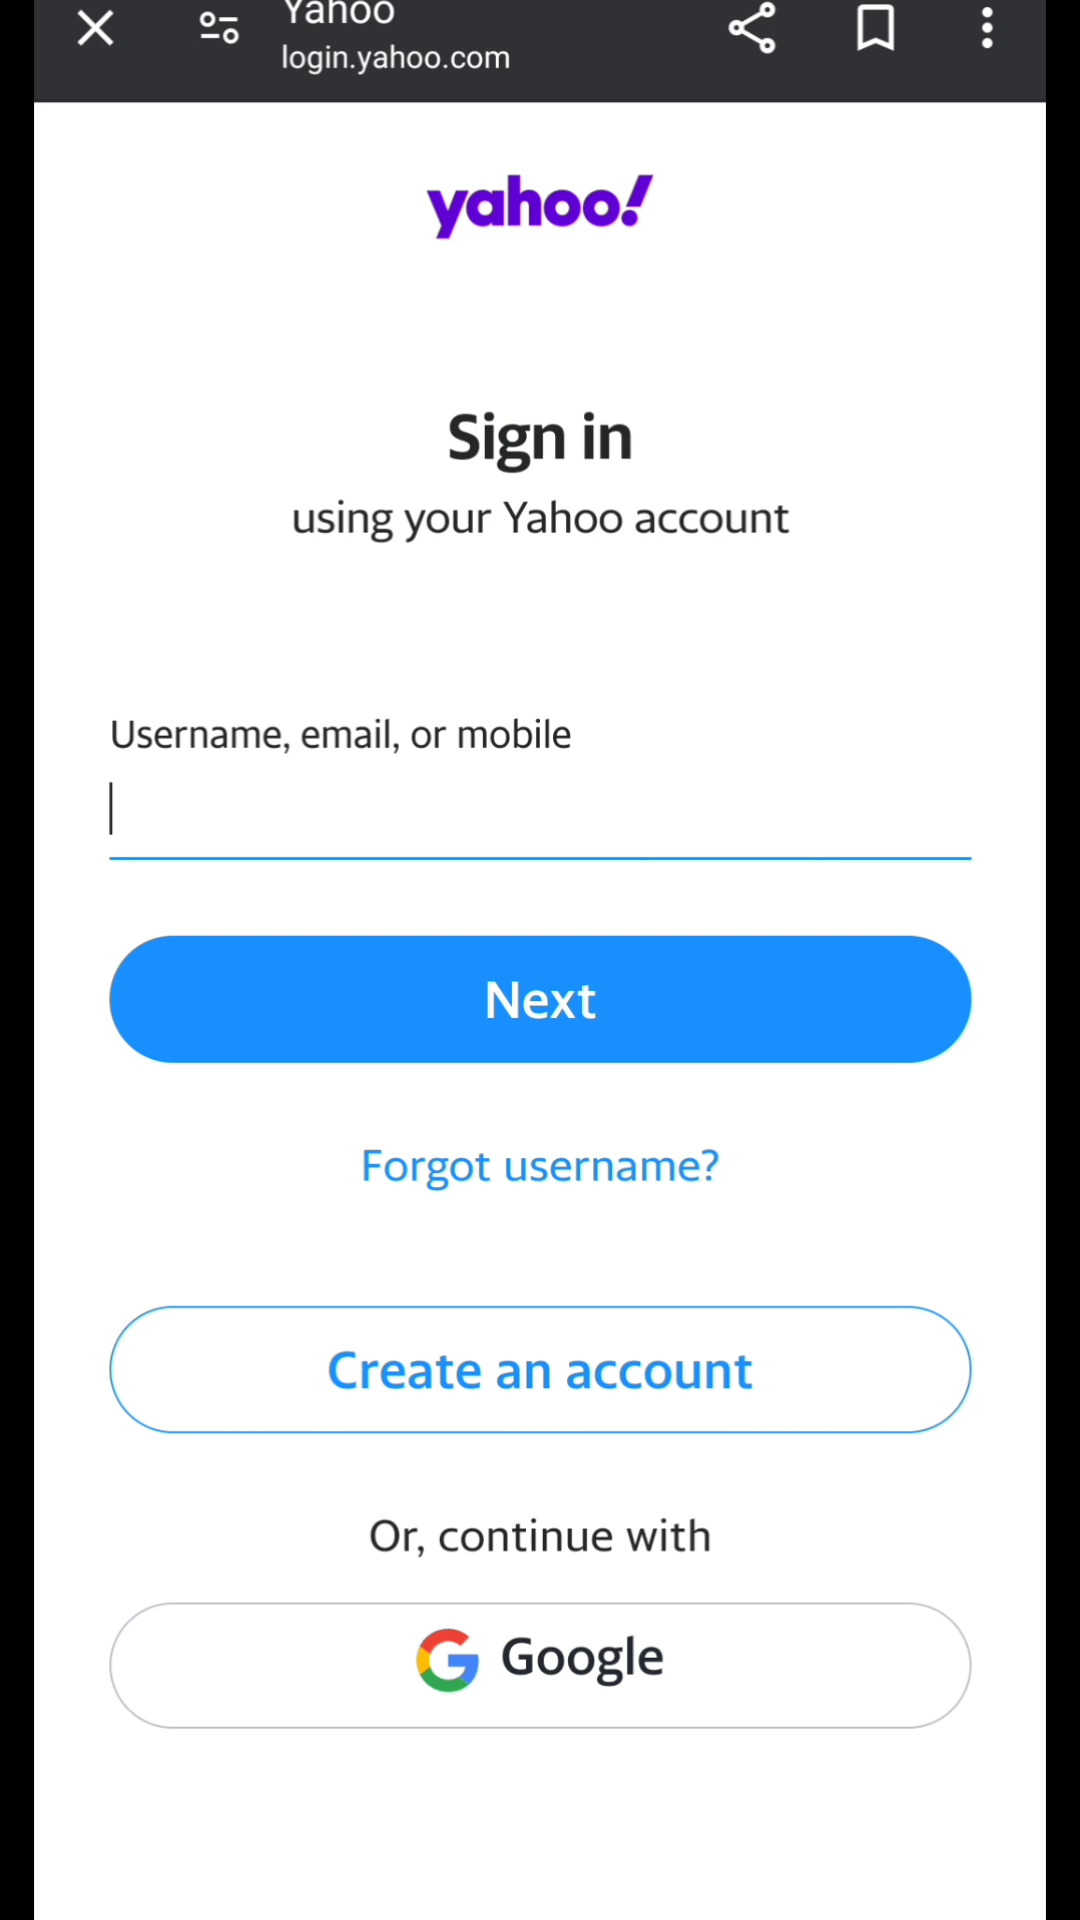 Yahoo
login.yahoo.com
yahoo!
Sign in
using your Yahoo account
Username, email, or mobile
Next
Forgot username?
Create an account
Or, continue with
Google